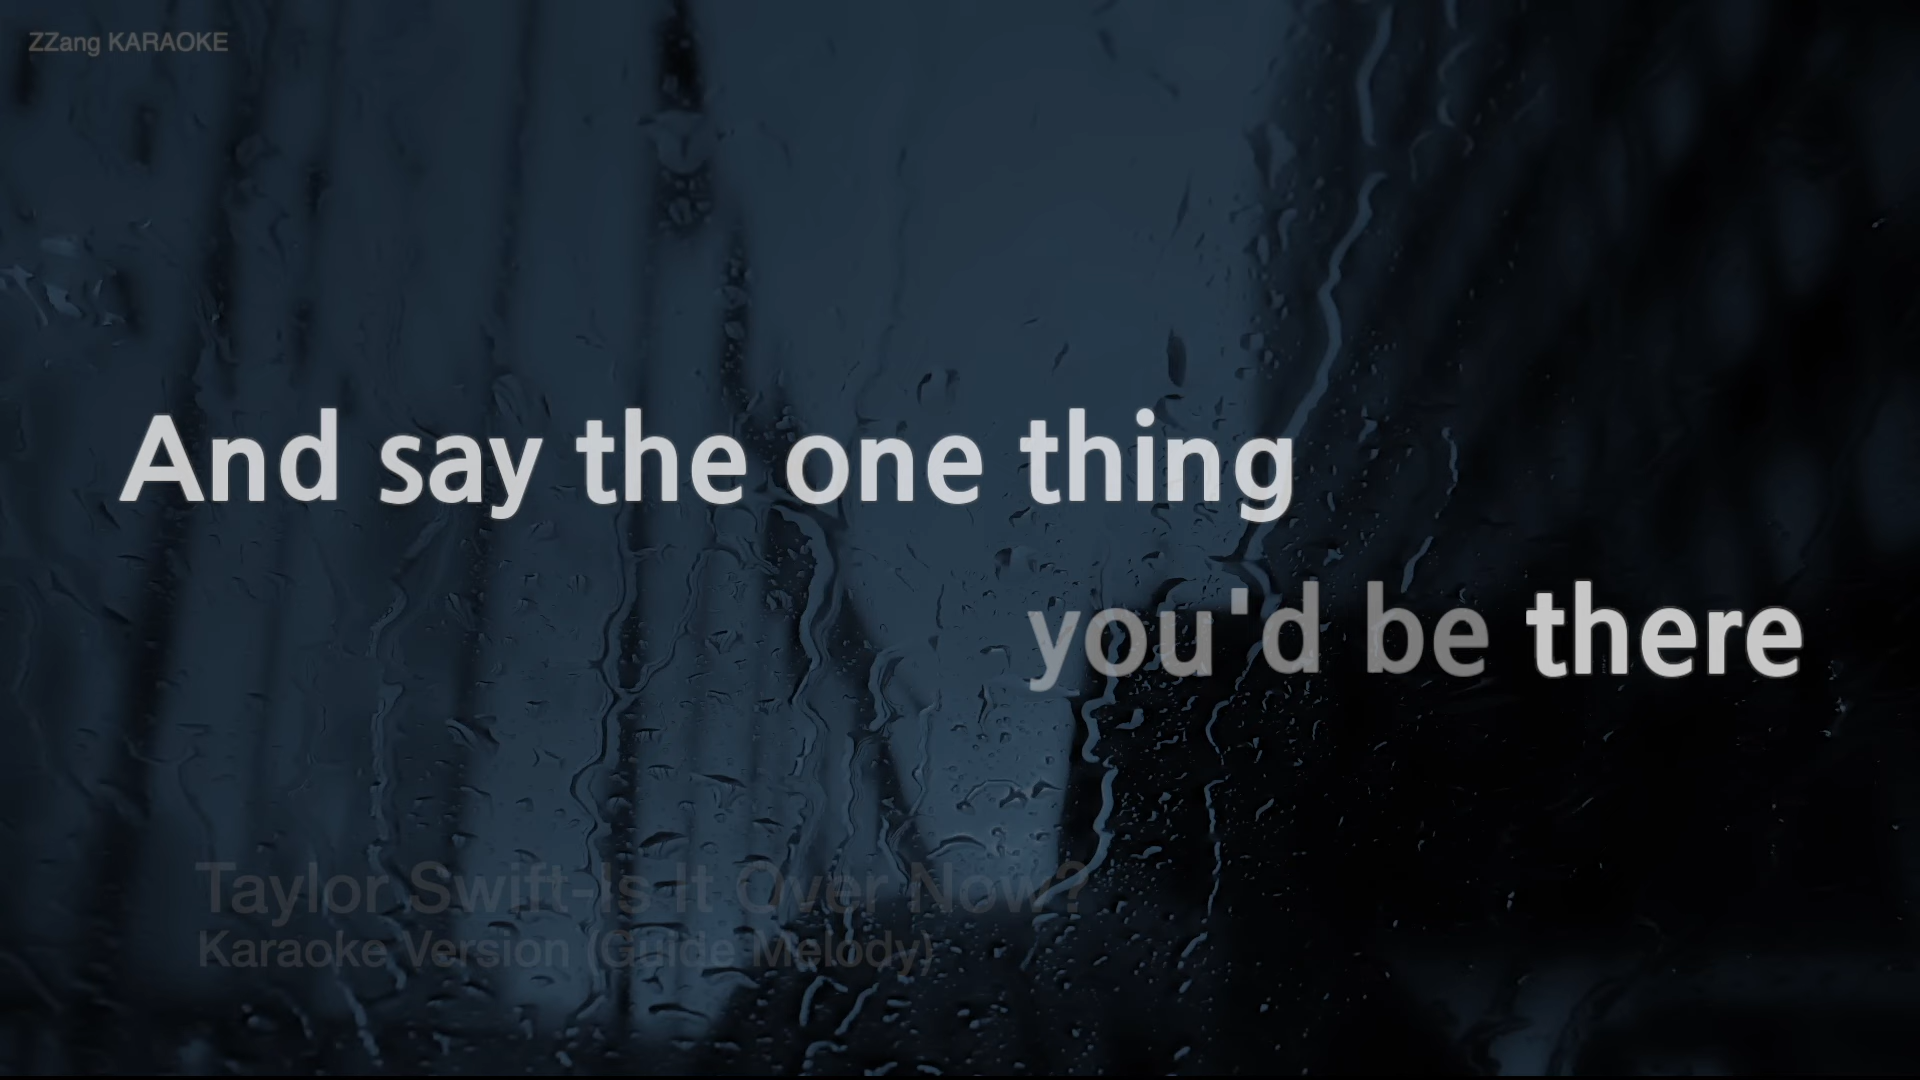 ZZang KARAOKE
And say the one thing
you'd be there
Taylor Swift-Is It Over Now?
Karaoke Version (Guide Melody)